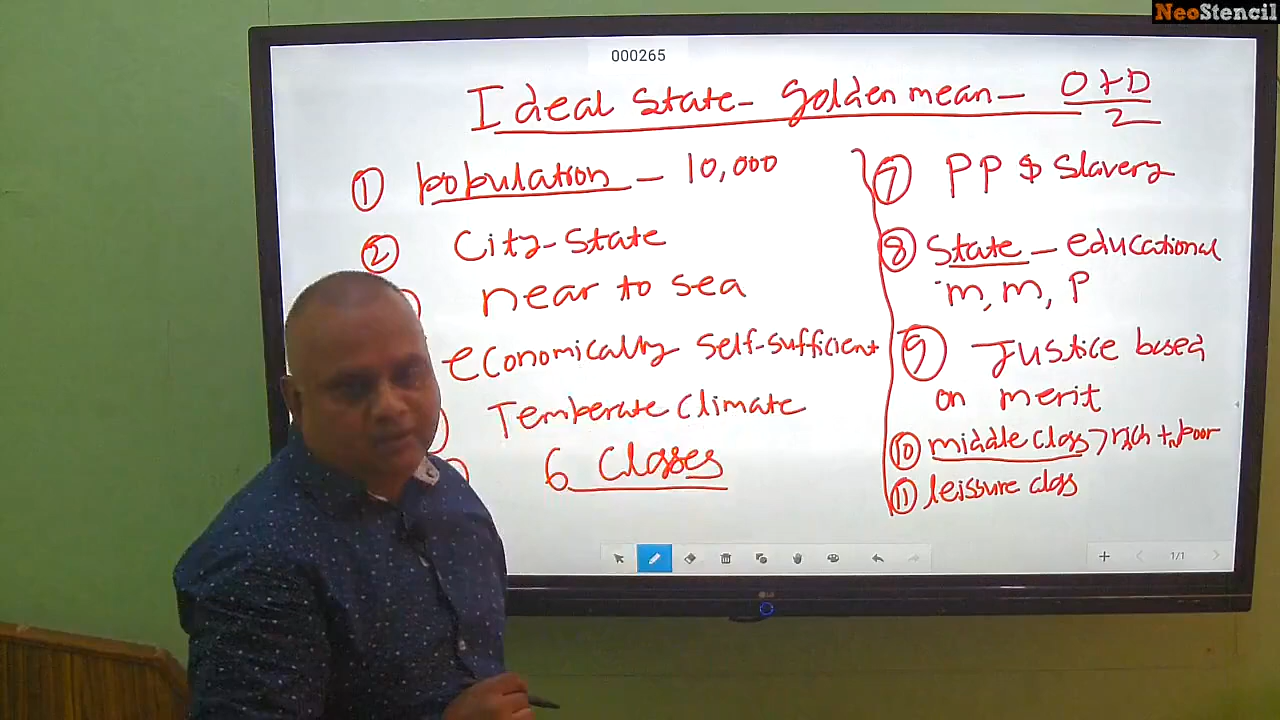 NeoStencil
000265
Ideal State - Golden mean - O+D
2
① population - 10,000
② City-State
near to sea
economically self-sufficient
Temperate Climate
6 Classes
⑦ PP $ Slavery
⑧ State - educational
m, m, P
⑨ Justice based
on merit
⑩ middle class > rich + poor
⑪ leissure class
1/1
LG